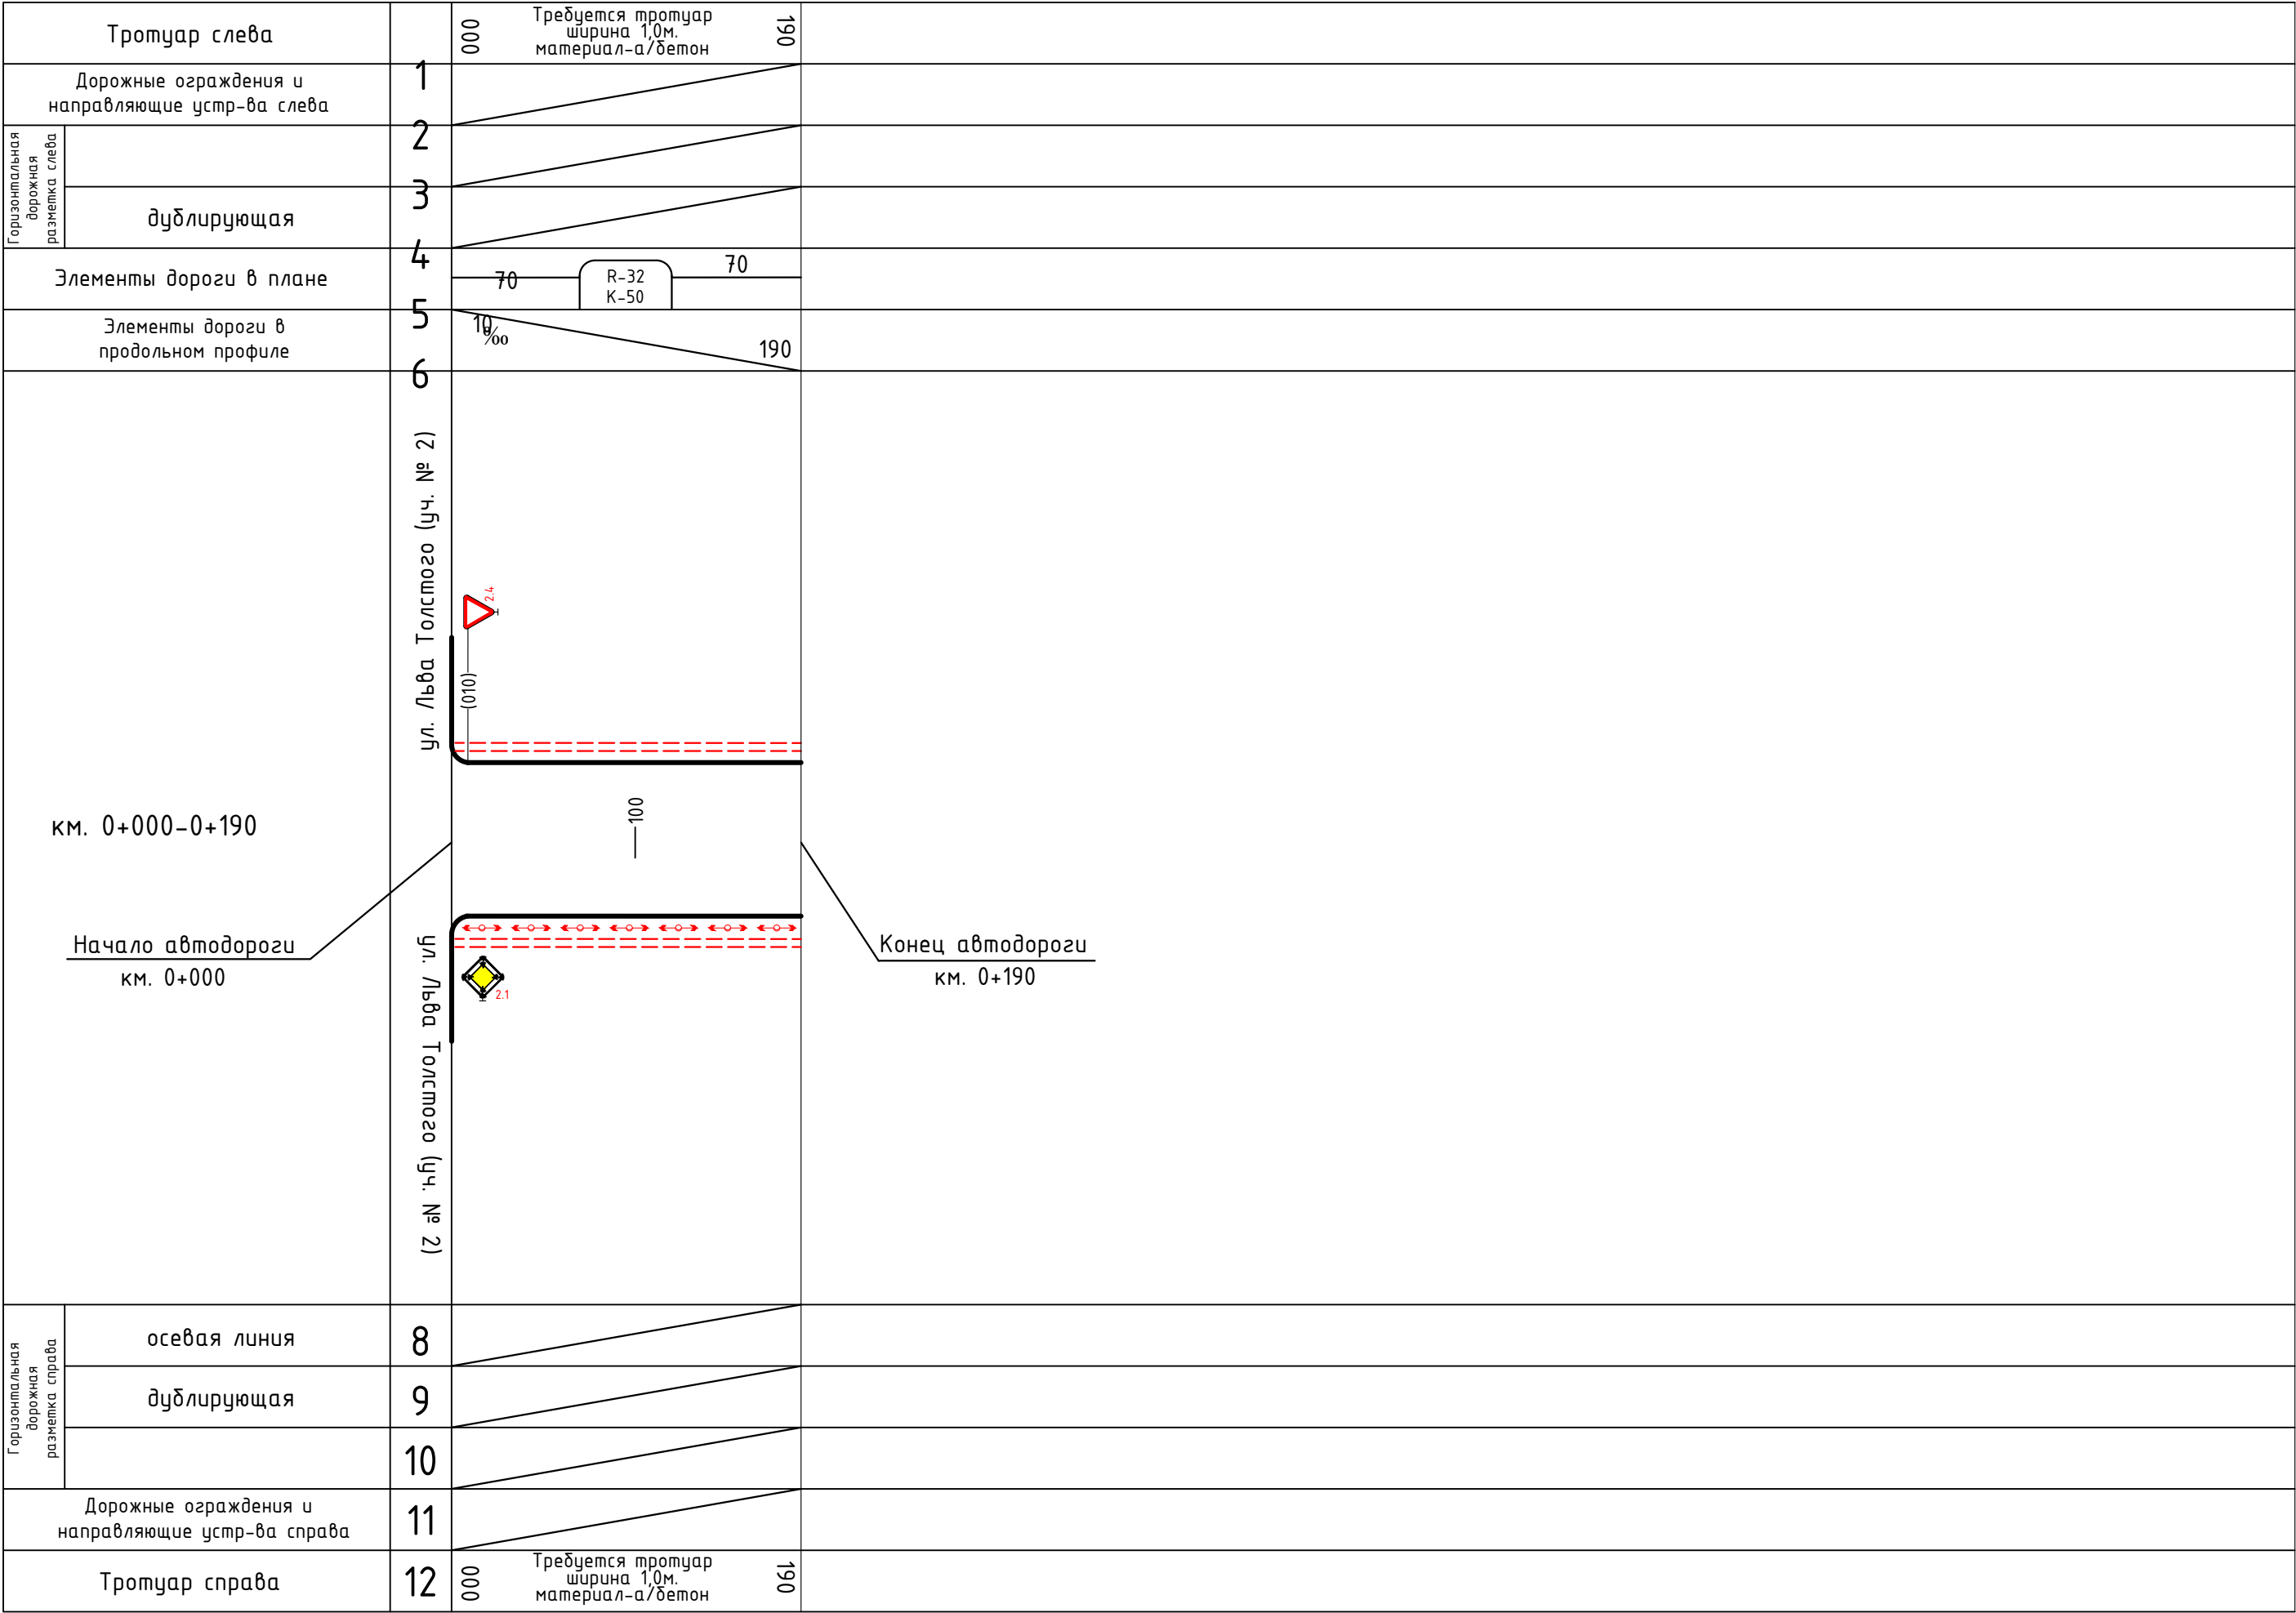 Тротуар слева
000
Требуется тротуар
ширина 1,0м.
материал-а/бетон
190
1
Дорожные ограждения и
направляющие устр-ва слева
2
Горизонтальная
дорожная
разметка слева
3
дублирующая
4
Элементы дороги в плане
70
R-32
K-50
70
5
Элементы дороги в
продольном профиле
10
‰
190
6
ул. Льва Толстого (уч. № 2)
2.4
(010)
км. 0+000-0+190
100
Начало автодороги
км. 0+000
Конец автодороги
км. 0+190
2.1
ул. Льва Толстого (уч. № 2)
Горизонтальная
дорожная
разметка справа
осевая линия
8
дублирующая
9
10
Дорожные ограждения и
направляющие устр-ва справа
11
Тротуар справа
12
000
Требуется тротуар
ширина 1,0м.
материал-а/бетон
190